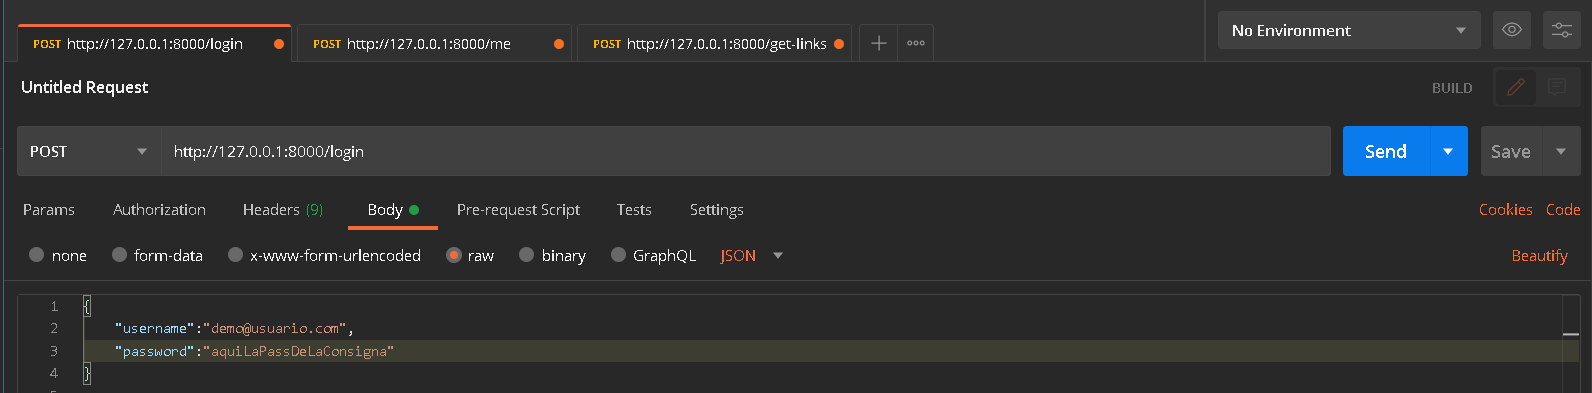 POST http://127.0.0.1:8000/login POST http://127.0.0.1:8000/me POST http://127.0.0.1:8000/get-links No Environment
Untitled Request BUILD
POST http://127.0.0.1:8000/login Send Save
Params Authorization Headers (9) Body Pre-request Script Tests Settings Cookies Code
none form-data x-www-form-urlencoded raw binary GraphQL JSON Beautify
1 {
2 "username":"demo@usuario.com",
3 "password":"aquiLaPassDeLaConsigna"
4 }